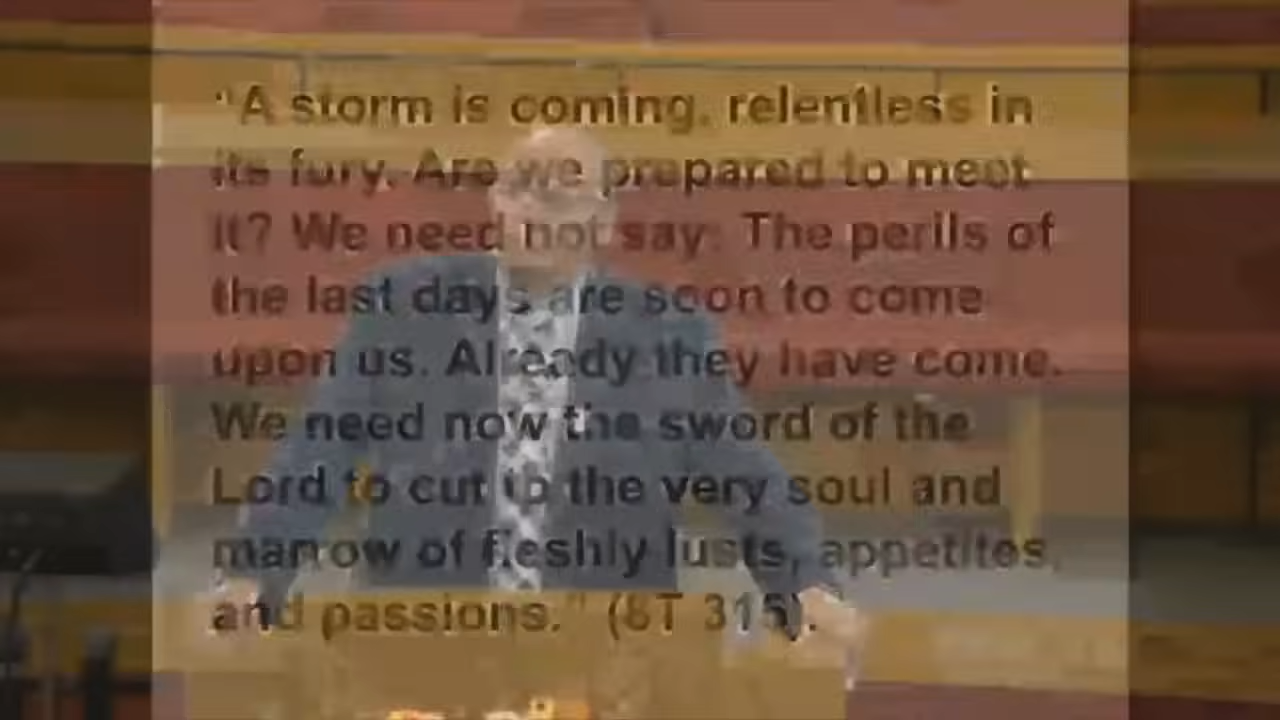 "A storm is coming, relentless in
its fury. Are we prepared to meet
it? We need not say: The perils of
the last days are soon to come
upon us. Already they have come.
We need now the sword of the
Lord to cut to the very soul and
marrow of fleshly lusts, appetites,
and passions." (8T 315).